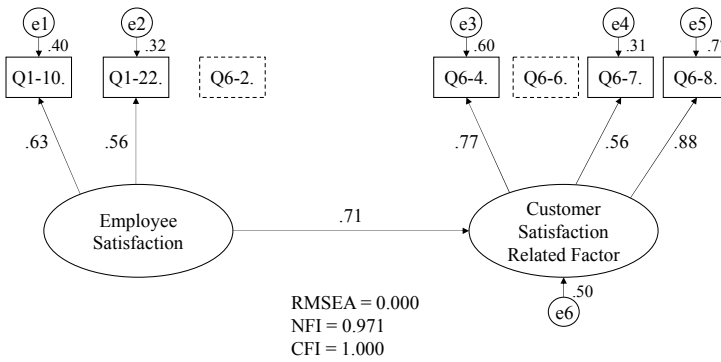 e1 e2 e3 e4 e5
.40 .32 .60 .31
Q1-10. Q1-22. Q6-2. Q6-4. Q6-6. Q6-7. Q6-8.
.63 .56 .77 .56 .88
Employee
Satisfaction
.71
Customer
Satisfaction
Related Factor
.50
e6
RMSEA = 0.000
NFI = 0.971
CFI = 1.000